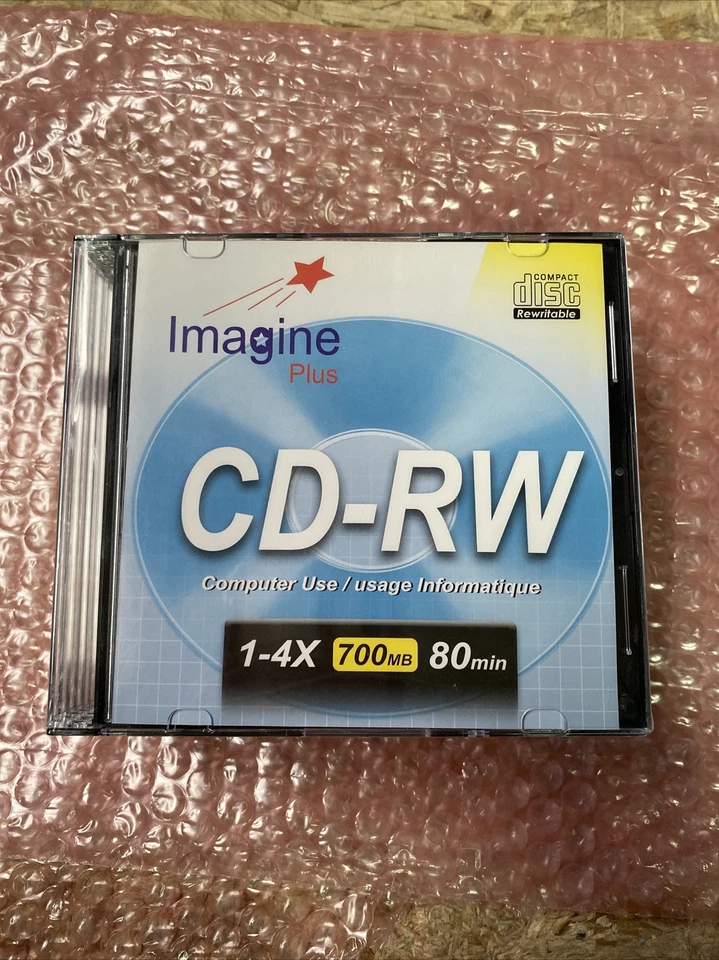 COMPACT
disc
Rewritable
Imagine
Plus
CD-RW
Computer Use / usage Informatique
1-4X 700MB 80min